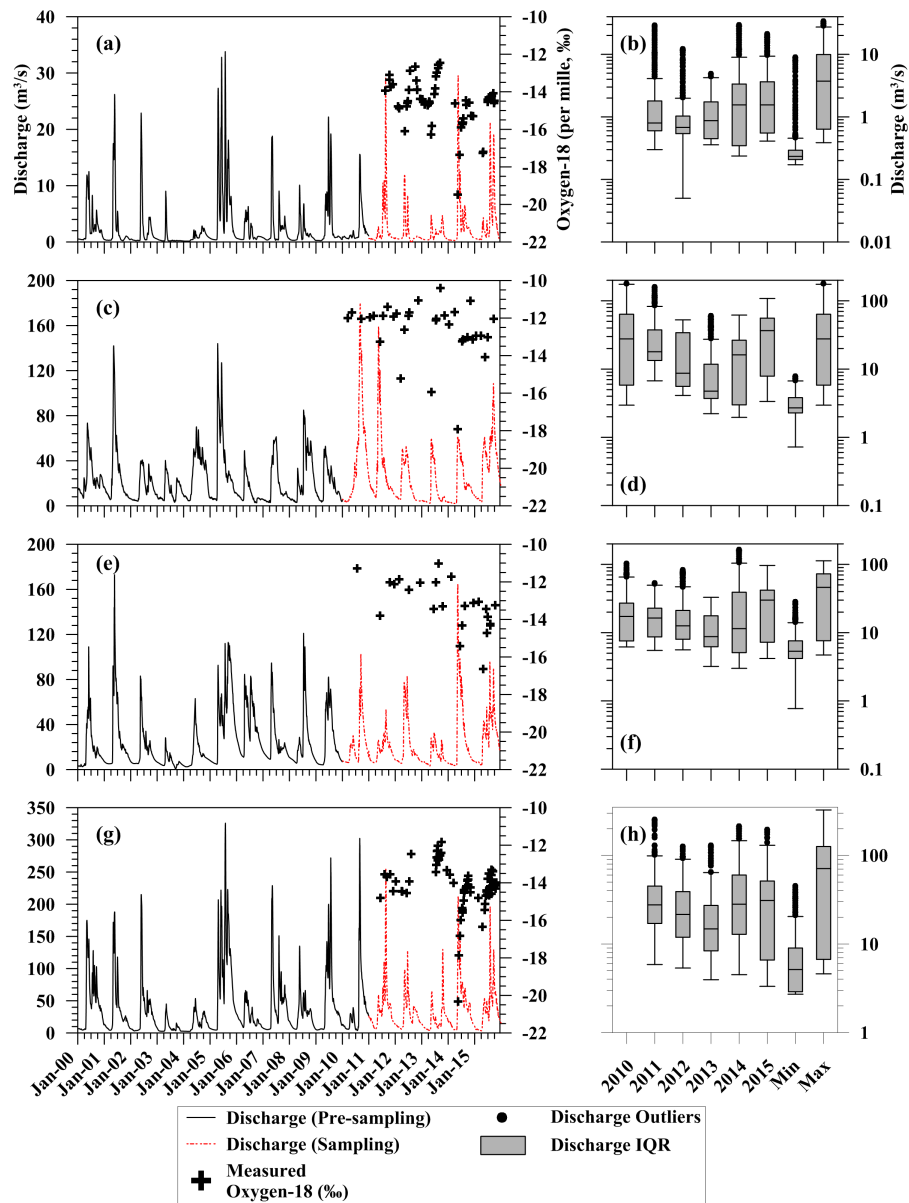 (a)
Discharge (m³/s)
40
30
20
10
0
-10
-12
-14
-16
-18
-20
-22
Oxygen-18 (per mille, ‰)
(b)
10
1
0.1
0.01
Discharge (m³/s)
(c)
200
160
120
80
40
0
-10
-12
-14
-16
-18
-20
-22
(d)
100
10
1
0.1
(e)
200
160
120
80
40
0
-10
-12
-14
-16
-18
-20
-22
(f)
100
10
1
0.1
(g)
350
300
250
200
150
100
50
0
-10
-12
-14
-16
-18
-20
-22
(h)
100
10
1
Jan-00
Jan-01
Jan-02
Jan-03
Jan-04
Jan-05
Jan-06
Jan-07
Jan-08
Jan-09
Jan-10
Jan-11
Jan-12
Jan-13
Jan-14
Jan-15
2010
2011
2012
2013
2014
2015
Min
Max
Discharge (Pre-sampling)
Discharge (Sampling)
Measured
Oxygen-18 (‰)
Discharge Outliers
Discharge IQR